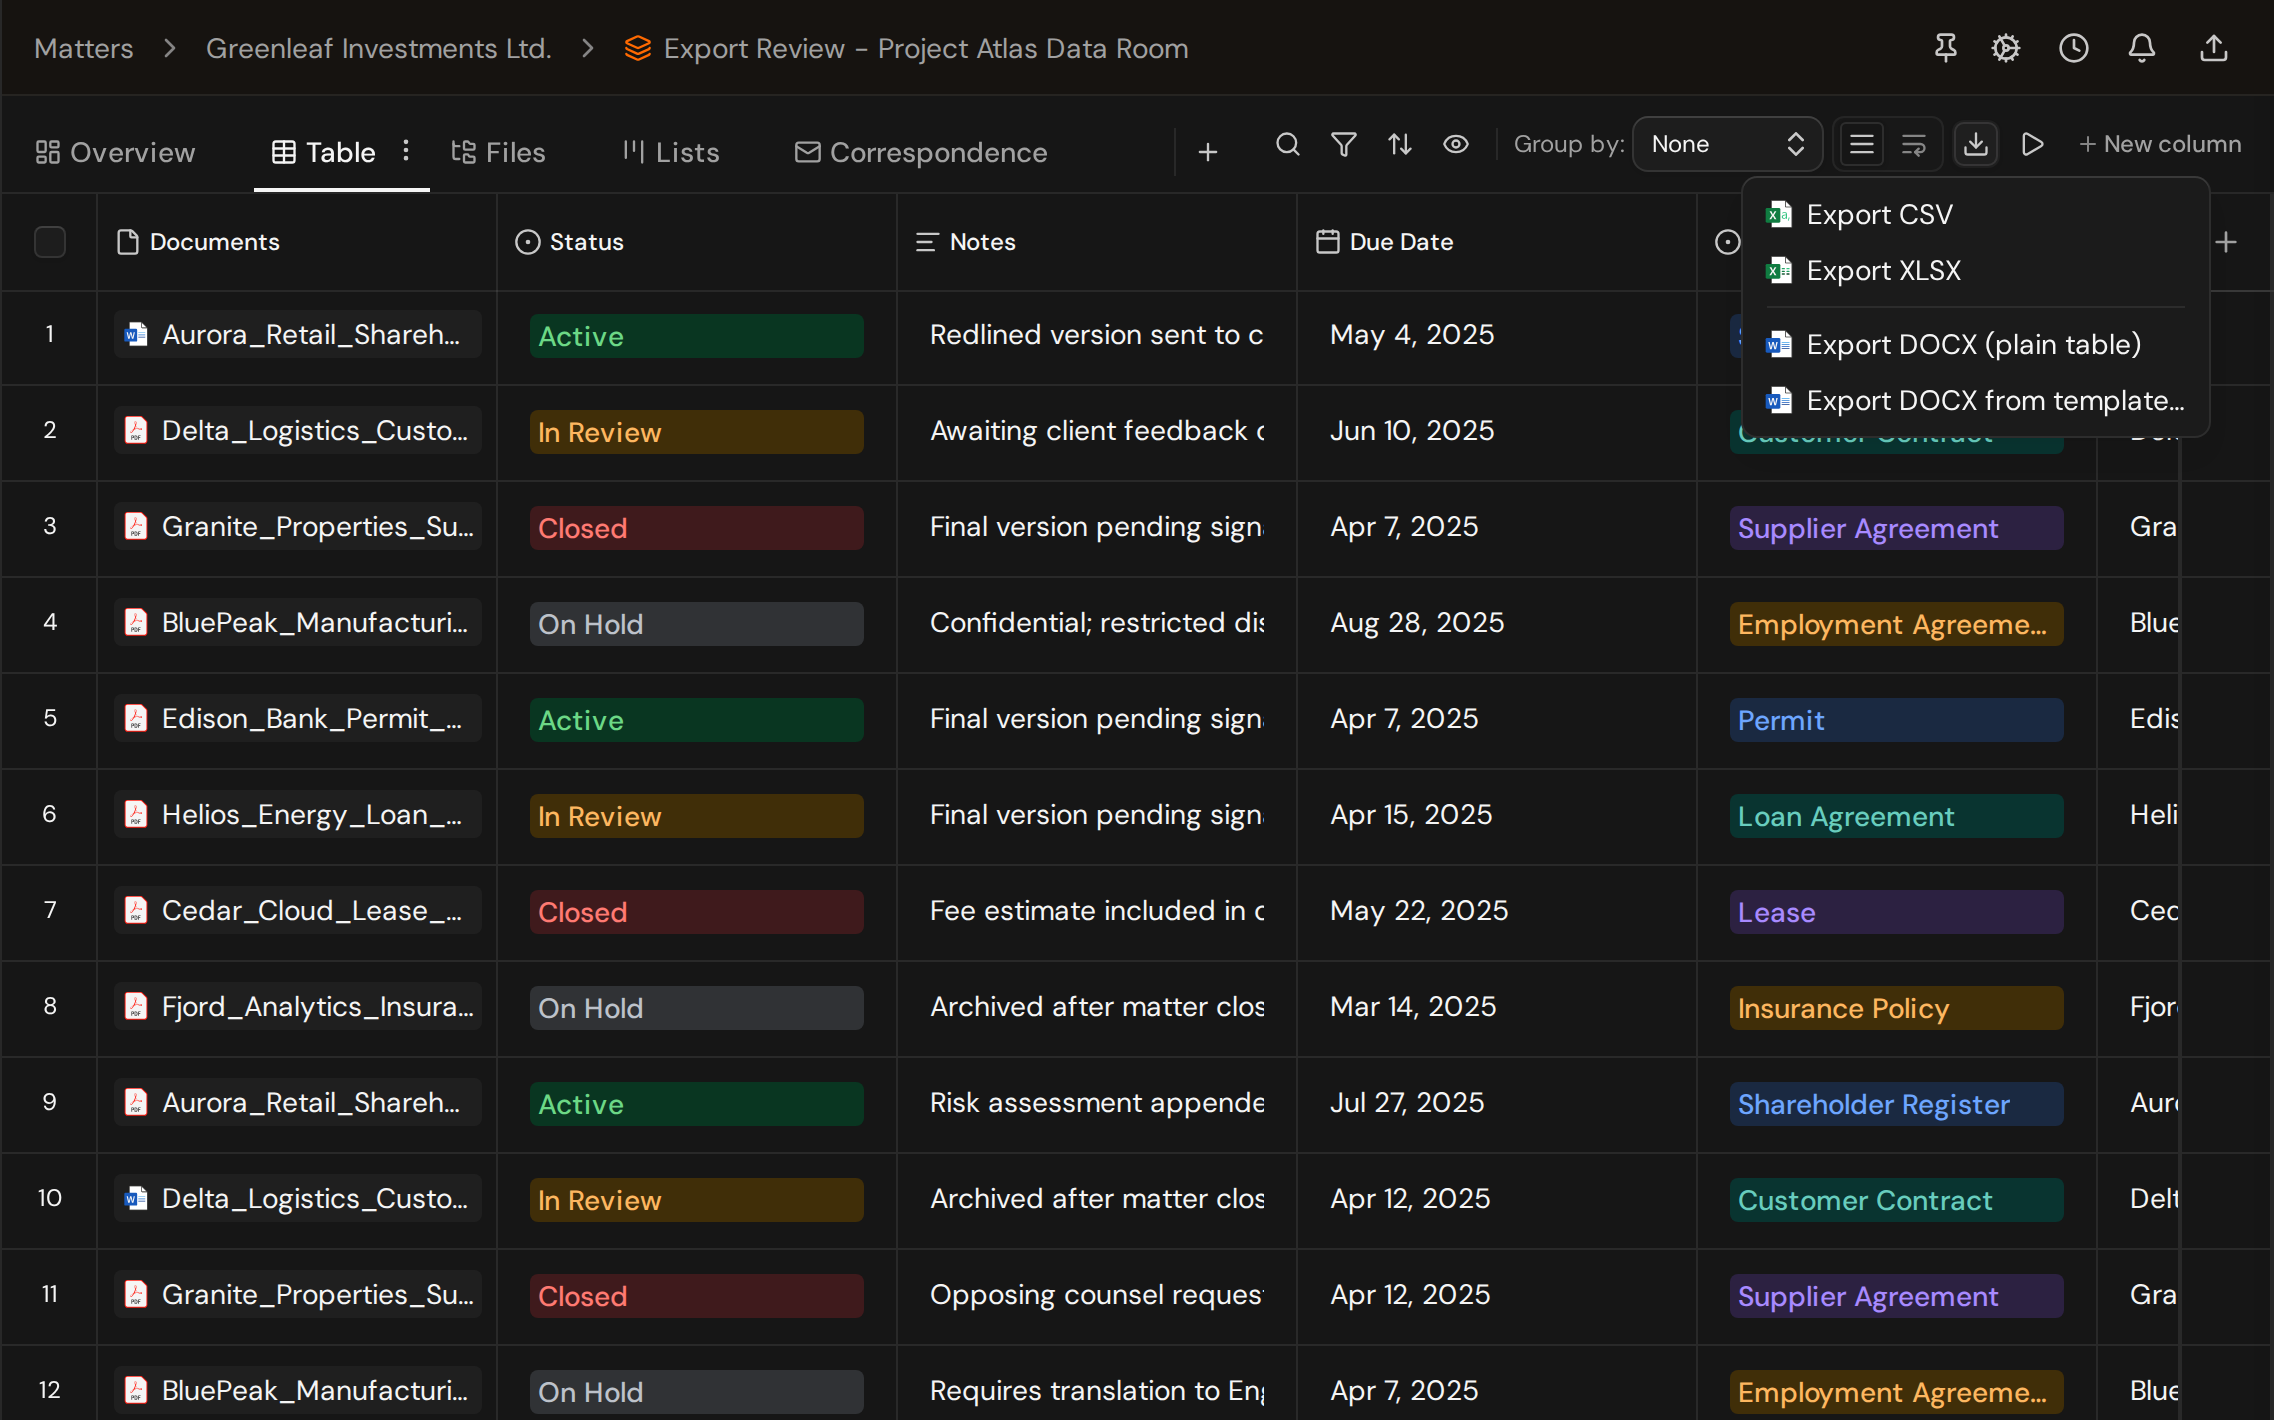 Matters > Greenleaf Investments Ltd. > Export Review - Project Atlas Data Room
Overview Table Files Lists Correspondence + Group by: None + New column
Export CSV
Export XLSX
Export DOCX (plain table)
Export DOCX from template...
Documents Status Notes Due Date +
1 Aurora_Retail_Shareh... Active Redlined version sent to c May 4, 2025
2 Delta_Logistics_Custo... In Review Awaiting client feedback Jun 10, 2025 Customer Contract
3 Granite_Properties_Su... Closed Final version pending sign Apr 7, 2025 Supplier Agreement Gra
4 BluePeak_Manufacturi... On Hold Confidential; restricted dis Aug 28, 2025 Employment Agreeme... Blue
5 Edison_Bank_Permit_... Active Final version pending sign Apr 7, 2025 Permit Edis
6 Helios_Energy_Loan_... In Review Final version pending sign Apr 15, 2025 Loan Agreement Heli
7 Cedar_Cloud_Lease_... Closed Fee estimate included in May 22, 2025 Lease Ced
8 Fjord_Analytics_Insura... On Hold Archived after matter clos Mar 14, 2025 Insurance Policy Fjor
9 Aurora_Retail_Shareh... Active Risk assessment appende Jul 27, 2025 Shareholder Register Auro
10 Delta_Logistics_Custo... In Review Archived after matter clos Apr 12, 2025 Customer Contract Delt
11 Granite_Properties_Su... Closed Opposing counsel request Apr 12, 2025 Supplier Agreement Gra
12 BluePeak_Manufacturi... On Hold Requires translation to Eng Apr 7, 2025 Employment Agreeme... Blue